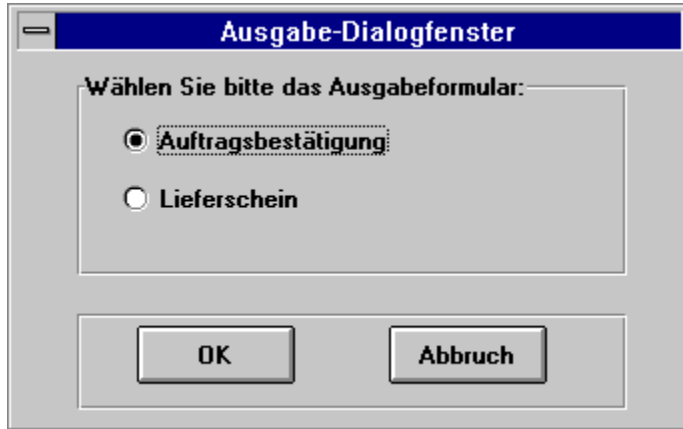 Ausgabe-Dialogfenster
Wählen Sie bitte das Ausgabeformular:
Auftragsbestätigung
Lieferschein
OK Abbruch